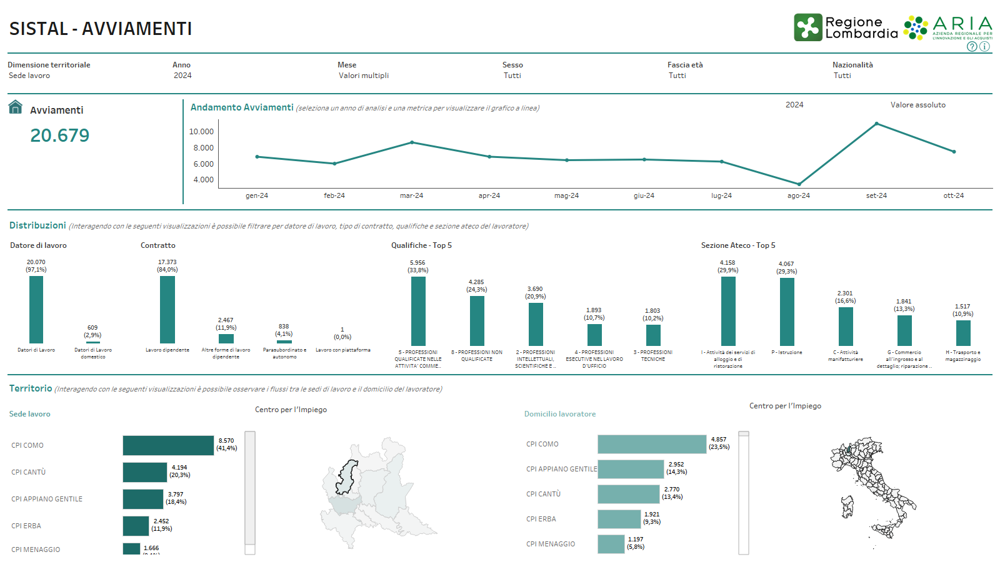 SISTAL - AVVIAMENTI
Regione
Lombardia
ARIA
AZIENDA REGIONALE PER
L'INNOVAZIONE E GLI ACQUISTI
Dimensione territoriale
Sede lavoro
Anno
2024
Mese
Valori multipli
Sesso
Tutti
Fascia età
Tutti
Nazionalità
Tutti
Avviamenti
20.679
Andamento Avviamenti (seleziona un anno di analisi e una metrica per visualizzare il grafico a linea)
2024
Valore assoluto
10.000
8.000
6.000
4.000
gen-24
feb-24
mar-24
apr-24
mag-24
giu-24
lug-24
ago-24
set-24
ott-24
Distribuzioni (Interagendo con le seguenti visualizzazioni è possibile filtrare per datore di lavoro, tipo di contratto, qualifiche e sezione ateco del lavoratore)
Datore di lavoro
20.070
(97,1%)
609
(2,9%)
Datori di Lavoro
Datori di Lavoro
domestico
Contratto
17.373
(84,0%)
2.467
(11,9%)
838
(4,1%)
1
(0,0%)
Lavoro dipendente
Altre forme di lavoro
dipendente
Parasubordinato e
autonomo
Lavoro con piattaforma
Qualifiche - Top 5
5.956
(33,8%)
4.285
(24,3%)
3.690
(20,9%)
1.893
(10,7%)
1.803
(10,2%)
5 - PROFESSIONI
QUALIFICATE NELLE
ATTIVITA' COMME..
8 - PROFESSIONI NON
QUALIFICATE
2 - PROFESSIONI
INTELLETTUALI,
SCIENTIFICHE E ..
4 - PROFESSIONI
ESECUTIVE NEL LAVORO
D'UFFICIO
3 - PROFESSIONI
TECNICHE
Sezione Ateco - Top 5
4.158
(29,9%)
4.067
(29,3%)
2.301
(16,6%)
1.841
(13,3%)
1.517
(10,9%)
I - Attività dei servizi di
alloggio e di
ristorazione
P - Istruzione
C - Attività
manifatturiere
G - Commercio
all'ingrosso e al
dettaglio; riparazione ..
H - Trasporto e
magazzinaggio
Territorio (Interagendo con le seguenti visualizzazioni è possibile osservare i flussi tra le sedi di lavoro e il domicilio del lavoratore)
Sede lavoro
Centro per l'Impiego
CPI COMO
8.570
(41,4%)
CPI CANTÙ
4.194
(20,3%)
CPI APPIANO GENTILE
3.797
(18,4%)
CPI ERBA
2.452
(11,9%)
CPI MENAGGIO
1.666
Domicilio lavoratore
Centro per l'Impiego
CPI COMO
4.857
(23,5%)
CPI APPIANO GENTILE
2.952
(14,3%)
CPI CANTÙ
2.770
(13,4%)
CPI ERBA
1.921
(9,3%)
CPI MENAGGIO
1.197
(5,8%)